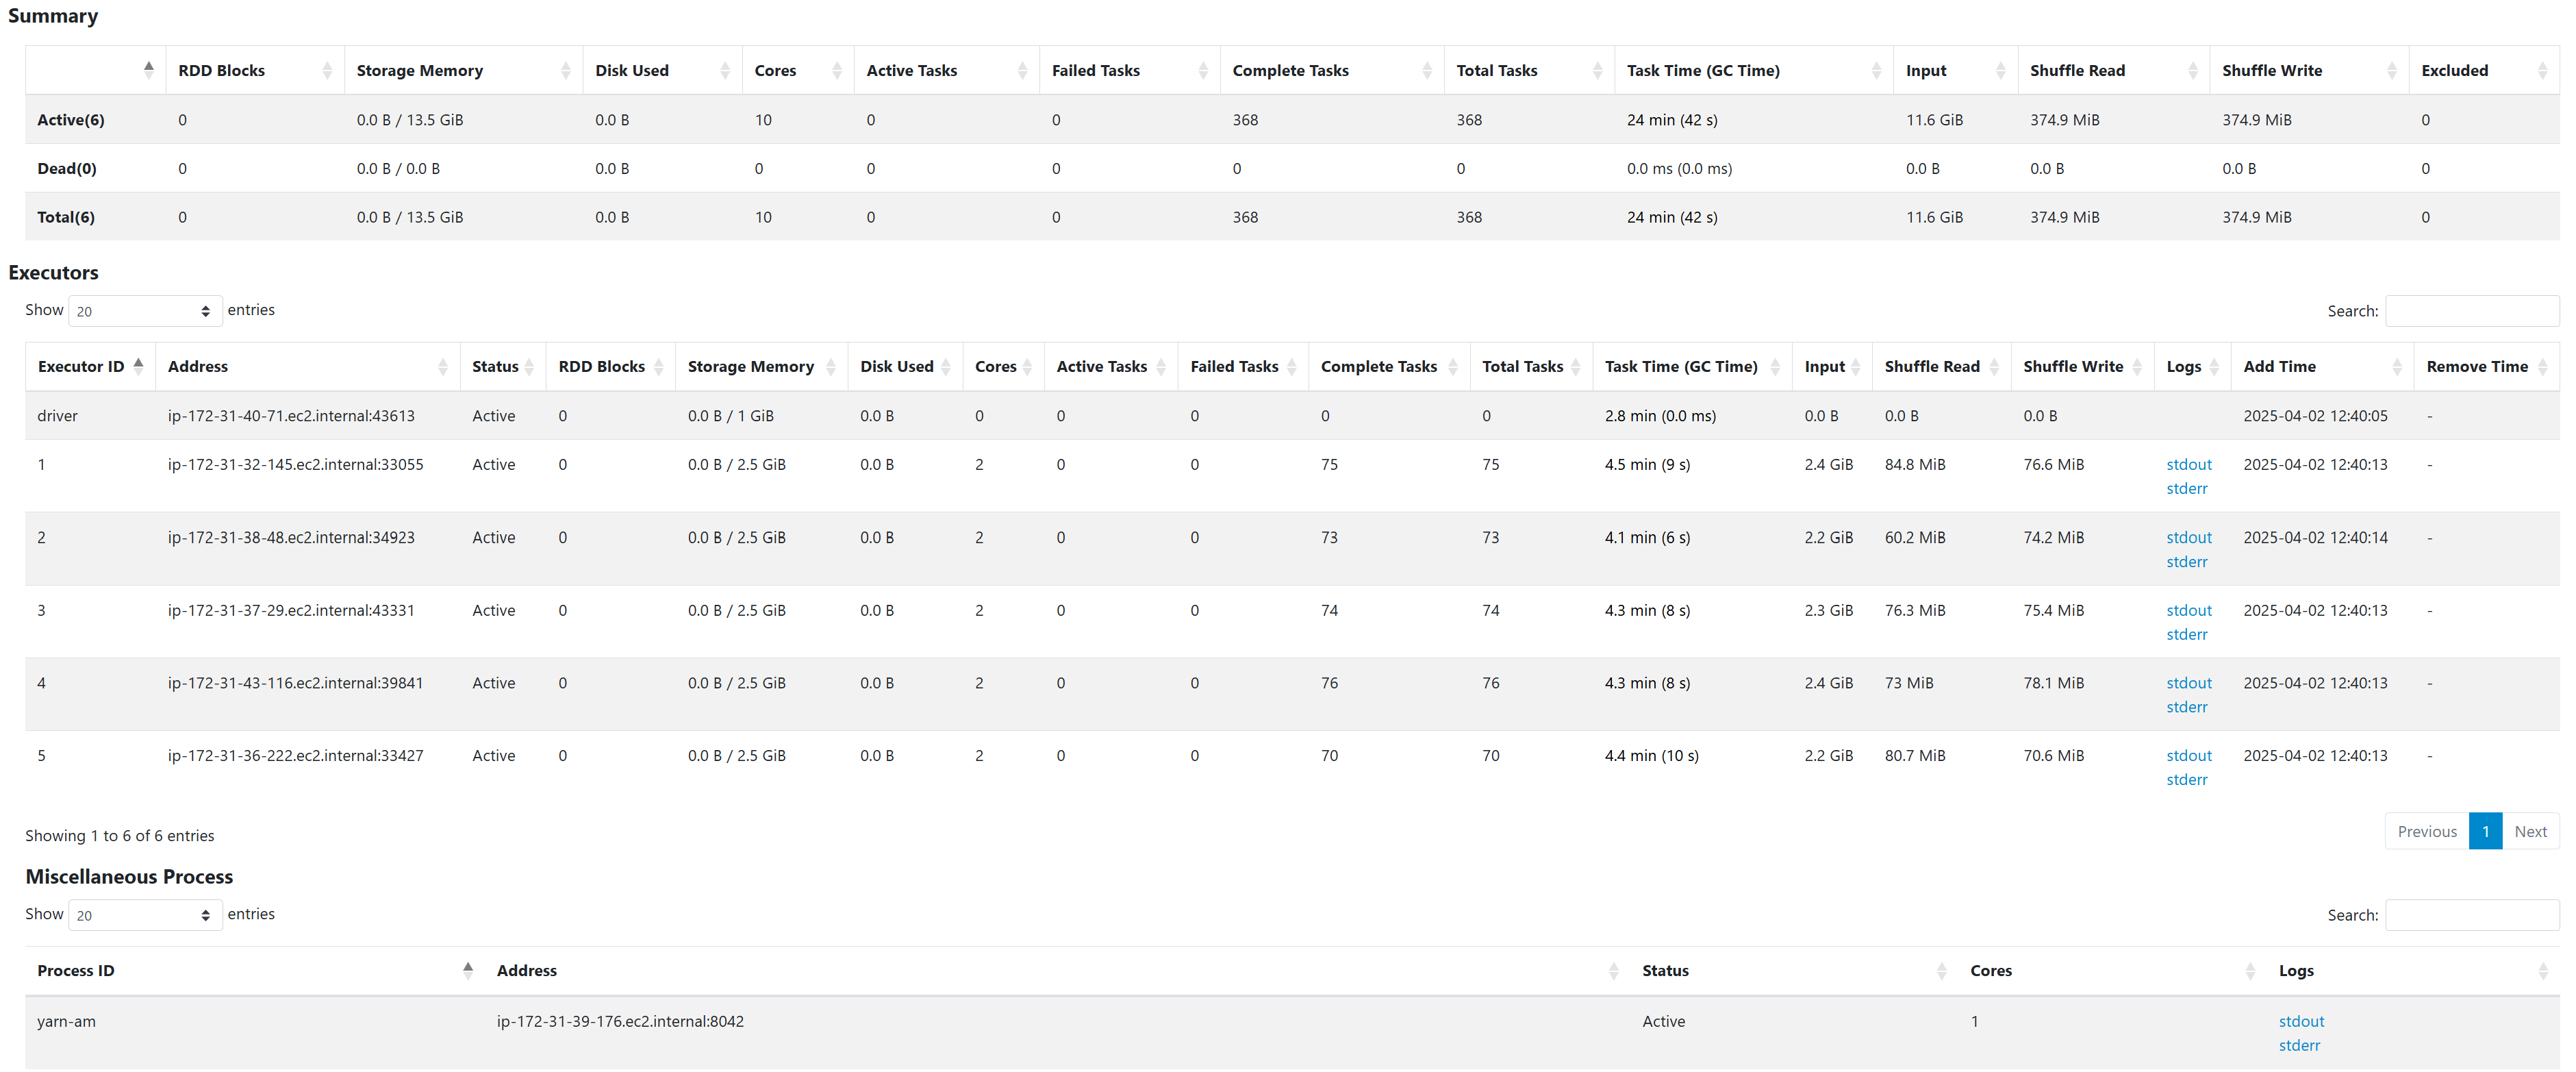 Summary
RDD Blocks Storage Memory Disk Used Cores Active Tasks Failed Tasks Complete Tasks Total Tasks Task Time (GC Time) Input Shuffle Read Shuffle Write Excluded
Active(6) 0 0.0 B / 13.5 GiB 0.0 B 10 0 0 368 368 24 min (42 s) 11.6 GiB 374.9 MiB 374.9 MiB 0
Dead(0) 0 0.0 B / 0.0 B 0.0 B 0 0 0 0 0 0.0 ms (0.0 ms) 0.0 B 0.0 B 0.0 B 0
Total(6) 0 0.0 B / 13.5 GiB 0.0 B 10 0 0 368 368 24 min (42 s) 11.6 GiB 374.9 MiB 374.9 MiB 0
Executors
Show 20 entries Search:
Executor ID Address Status RDD Blocks Storage Memory Disk Used Cores Active Tasks Failed Tasks Complete Tasks Total Tasks Task Time (GC Time) Input Shuffle Read Shuffle Write Logs Add Time Remove Time
driver ip-172-31-40-71.ec2.internal:43613 Active 0 0.0 B / 1 GiB 0.0 B 0 0 0 0 0 2.8 min (0.0 ms) 0.0 B 0.0 B 0.0 B 2025-04-02 12:40:05 -
1 ip-172-31-32-145.ec2.internal:33055 Active 0 0.0 B / 2.5 GiB 0.0 B 2 0 0 75 75 4.5 min (9 s) 2.4 GiB 84.8 MiB 76.6 MiB stdout 2025-04-02 12:40:13 -
stderr
2 ip-172-31-38-48.ec2.internal:34923 Active 0 0.0 B / 2.5 GiB 0.0 B 2 0 0 73 73 4.1 min (6 s) 2.2 GiB 60.2 MiB 74.2 MiB stdout 2025-04-02 12:40:14 -
stderr
3 ip-172-31-37-29.ec2.internal:43331 Active 0 0.0 B / 2.5 GiB 0.0 B 2 0 0 74 74 4.3 min (8 s) 2.3 GiB 76.3 MiB 75.4 MiB stdout 2025-04-02 12:40:13 -
stderr
4 ip-172-31-43-116.ec2.internal:39841 Active 0 0.0 B / 2.5 GiB 0.0 B 2 0 0 76 76 4.3 min (8 s) 2.4 GiB 73 MiB 78.1 MiB stdout 2025-04-02 12:40:13 -
stderr
5 ip-172-31-36-222.ec2.internal:33427 Active 0 0.0 B / 2.5 GiB 0.0 B 2 0 0 70 70 4.4 min (10 s) 2.2 GiB 80.7 MiB 70.6 MiB stdout 2025-04-02 12:40:13 -
stderr
Showing 1 to 6 of 6 entries Previous 1 Next
Miscellaneous Process
Show 20 entries Search:
Process ID Address Status Cores Logs
yarn-am ip-172-31-39-176.ec2.internal:8042 Active 1 stdout
stderr